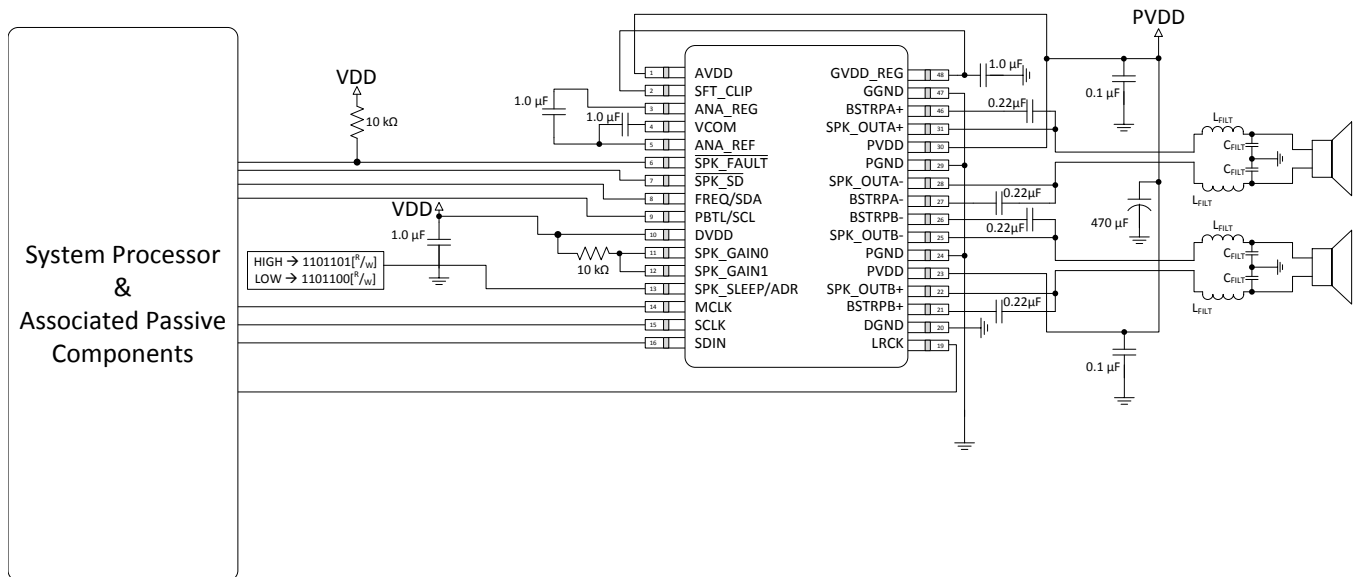 System Processor
&
Associated Passive
Components
VDD
10 kΩ
1.0 µF
1.0 µF
VDD
1.0 µF
10 kΩ
HIGH → 1101101[R/W]
LOW → 1101100[R/W]
1 AVDD
2 SFT_CLIP
3 ANA_REG
4 VCOM
5 ANA_REF
6 SPK_FAULT
7 SPK_SD
8 FREQ/SDA
9 PBTL/SCL
10 DVDD
11 SPK_GAIN0
12 SPK_GAIN1
13 SPK_SLEEP/ADR
14 MCLK
15 SCLK
16 SDIN
GVDD_REG 48
GGND 47
BSTRPA+ 46
SPK_OUTA+ 31
PVDD 30
PGND 29
SPK_OUTA- 28
BSTRPA- 27
BSTRPB- 26
SPK_OUTB- 25
PGND 24
PVDD 23
SPK_OUTB+ 22
BSTRPB+ 21
DGND 20
LRCK 19
1.0 µF
0.22µF
0.22µF
0.22µF
0.22µF
PVDD
0.1 µF
470 µF
0.1 µF
LFILT
CFILT
CFILT
LFILT
LFILT
CFILT
CFILT
LFILT